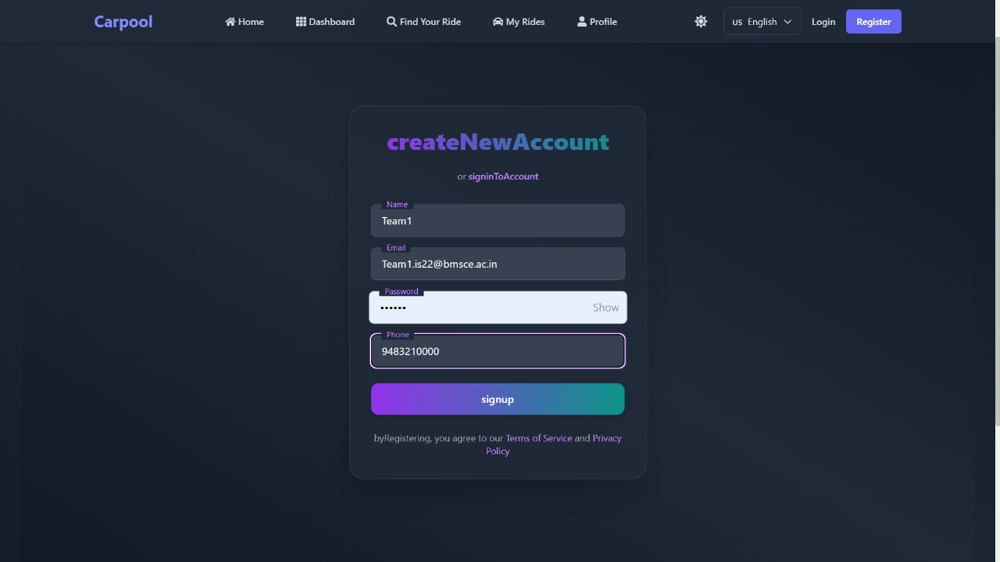 Carpool Home Dashboard Find Your Ride My Rides Profile us English Login Register
createNewAccount
or signinToAccount
Name
Team1
Email
Team1.is22@bmsce.ac.in
Password
•••••• Show
Phone
9483210000
signup
byRegistering, you agree to our Terms of Service and Privacy
Policy